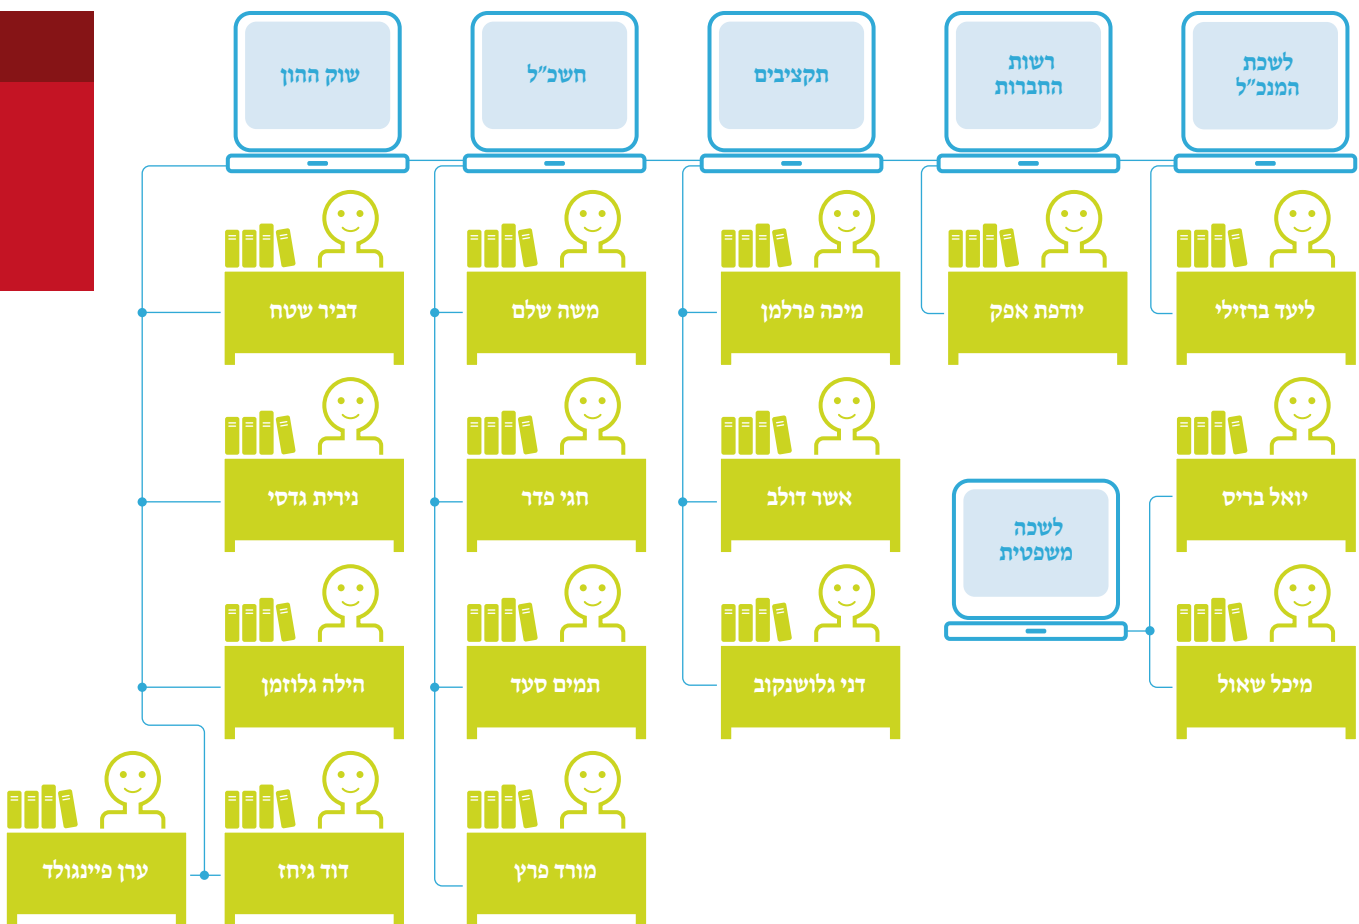 לשכת
המנכ"ל
רשות
החברות
תקציבים
חשכ"ל
שוק ההון
ליעד ברזילי
יודפת אפק
מיכה פרלמן
משה שלם
דביר שטח
יואל בריס
אשר דולב
חגי פדר
נירית גדסי
לשכה
משפטית
מיכל שאול
דני גלושנקוב
תמים סעד
הילה גלוזמן
מורד פרץ
דוד גיחז
ערן פיינגולד